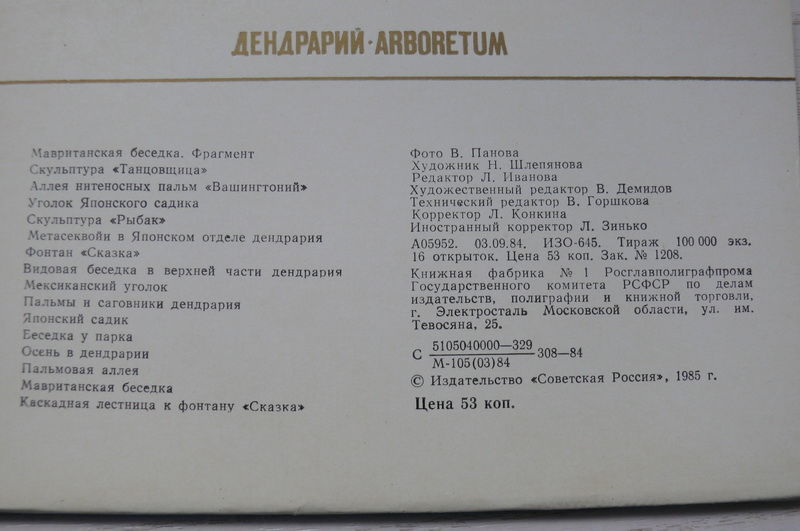 ДЕНДРАРИЙ · ARBORETUM
Мавританская беседка. Фрагмент
Скульптура «Танцовщица»
Аллея нитеносных пальм «Вашингтоний»
Уголок Японского садика
Скульптура «Рыбак»
Метасеквойи в Японском отделе дендрария
Фонтан «Сказка»
Видовая беседка в верхней части дендрария
Мексиканский уголок
Пальмы и саговники дендрария
Японский садик
Беседка у парка
Осень в дендрарии
Пальмовая аллея
Мавританская беседка
Каскадная лестница к фонтану «Сказка»
Фото В. Панова
Художник Н. Шлепянова
Редактор Л. Иванова
Художественный редактор В. Демидов
Технический редактор В. Горшкова
Корректор Л. Конкина
Иностранный корректор Л. Зинько
А05952. 03.09.84. ИЗО-645. Тираж 100 000 экз.
16 открыток. Цена 53 коп. Зак. № 1208.
Книжная фабрика № 1 Росглавполиграфпрома
Государственного комитета РСФСР по делам
издательств, полиграфии и книжной торговли,
г. Электросталь Московской области, ул. им.
Тевосяна, 25.
С 5105040000—329
М-105(03)84 308—84
© Издательство «Советская Россия», 1985 г.
Цена 53 коп.